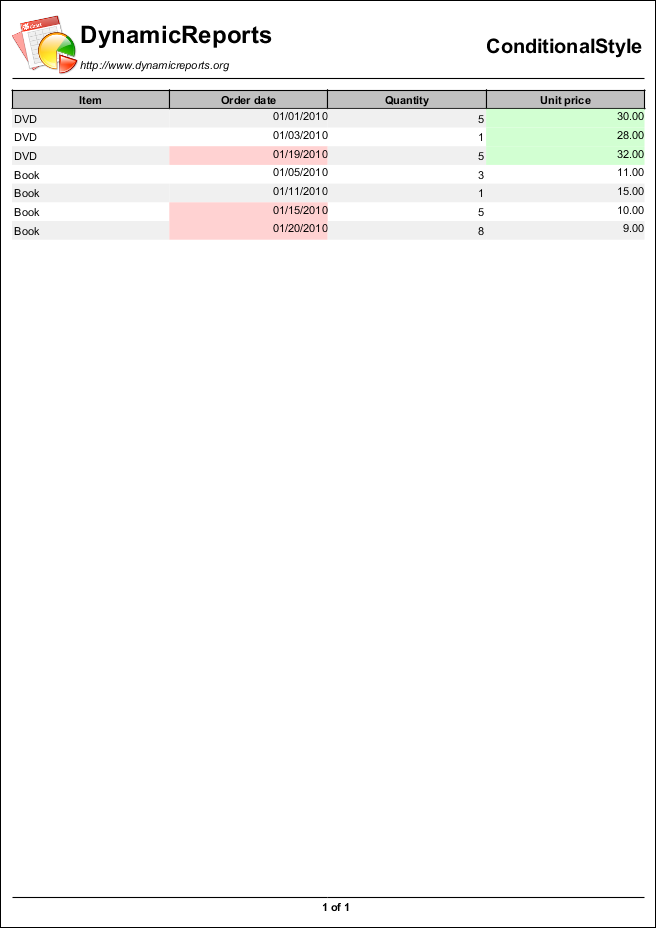 DynamicReports
http://www.dynamicreports.org
ConditionalStyle
Item Order date Quantity Unit price
DVD 01/01/2010 5 30.00
DVD 01/03/2010 1 28.00
DVD 01/19/2010 5 32.00
Book 01/05/2010 3 11.00
Book 01/11/2010 1 15.00
Book 01/15/2010 5 10.00
Book 01/20/2010 8 9.00
1 of 1